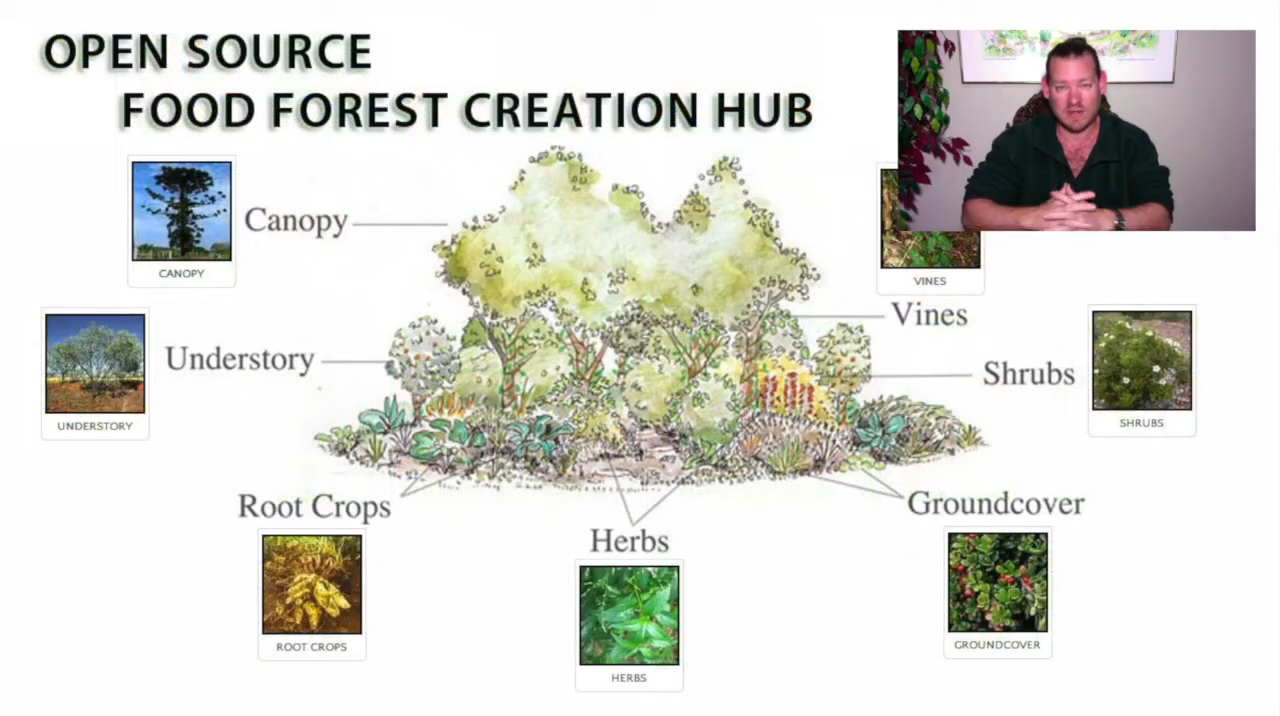 OPEN SOURCE
FOOD FOREST CREATION HUB
CANOPY
Canopy
VINES
Vines
UNDERSTORY
Understory
Shrubs
SHRUBS
Root Crops
ROOT CROPS
Herbs
HERBS
Groundcover
GROUNDCOVER